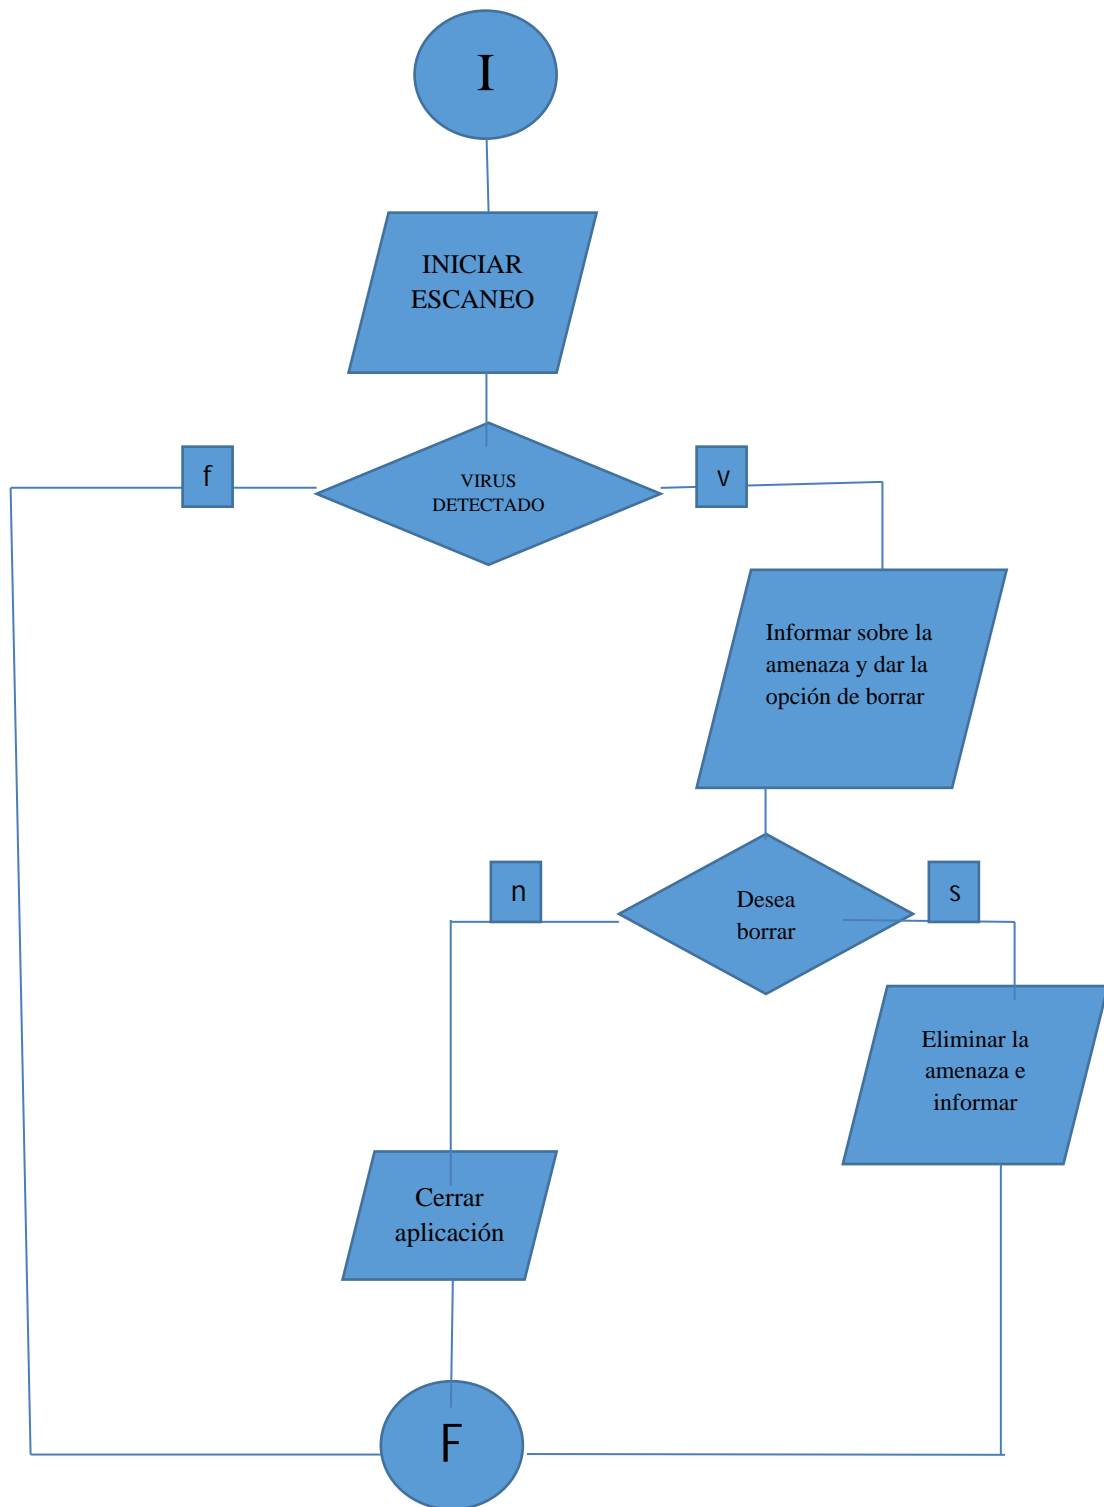 I
INICIAR
ESCANEO
f
VIRUS
DETECTADO
v
Informar sobre la
amenaza y dar la
opción de borrar
n
Desea
borrar
s
Eliminar la
amenaza e
informar
Cerrar
aplicación
F